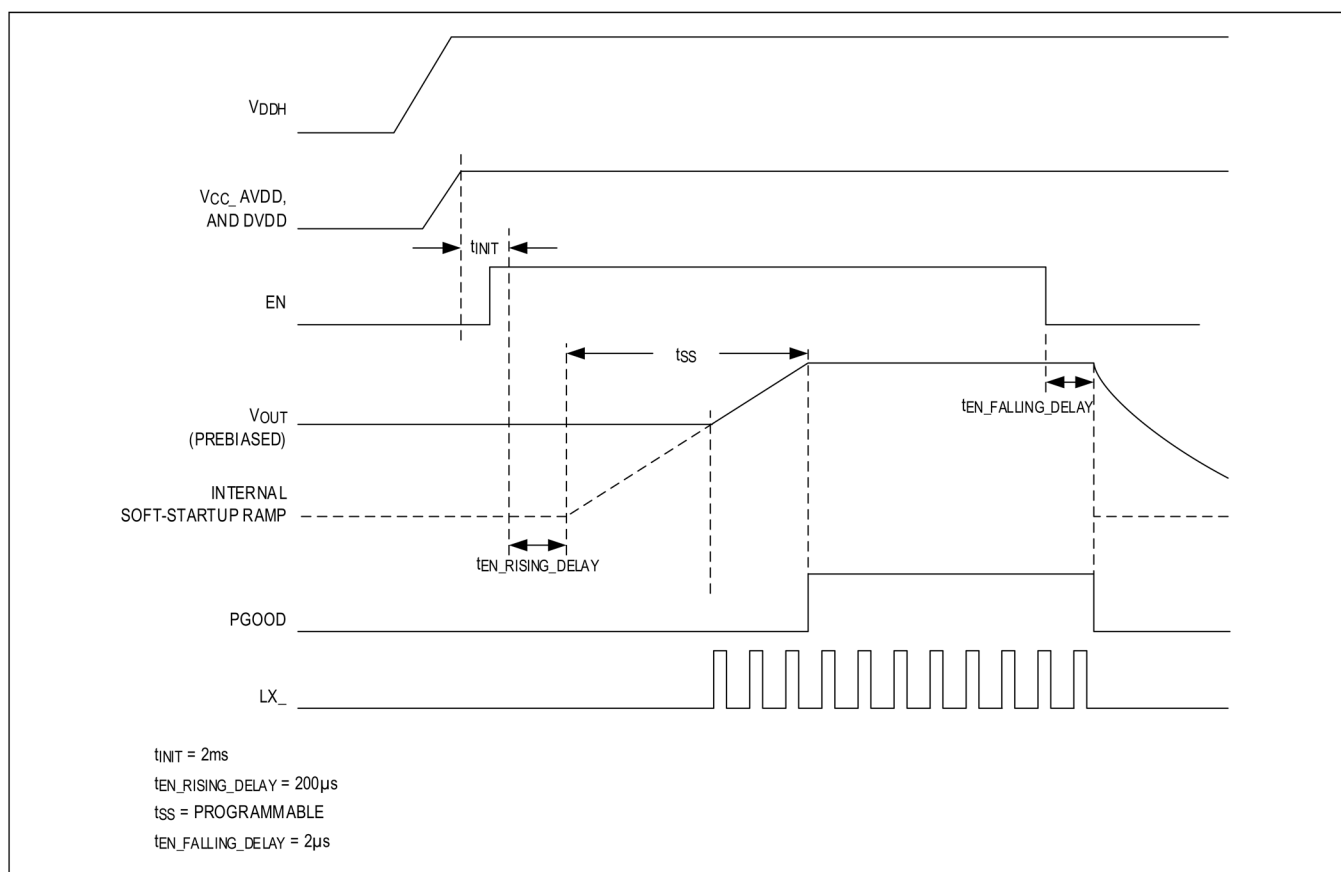 VDDH
VCC_ AVDD,
AND DVDD
tINIT
EN
tSS
VOUT
(PREBIASED)
tEN_FALLING_DELAY
INTERNAL
SOFT-STARTUP RAMP
tEN_RISING_DELAY
PGOOD
LX_
tINIT = 2ms
tEN_RISING_DELAY = 200µs
tSS = PROGRAMMABLE
tEN_FALLING_DELAY = 2µs